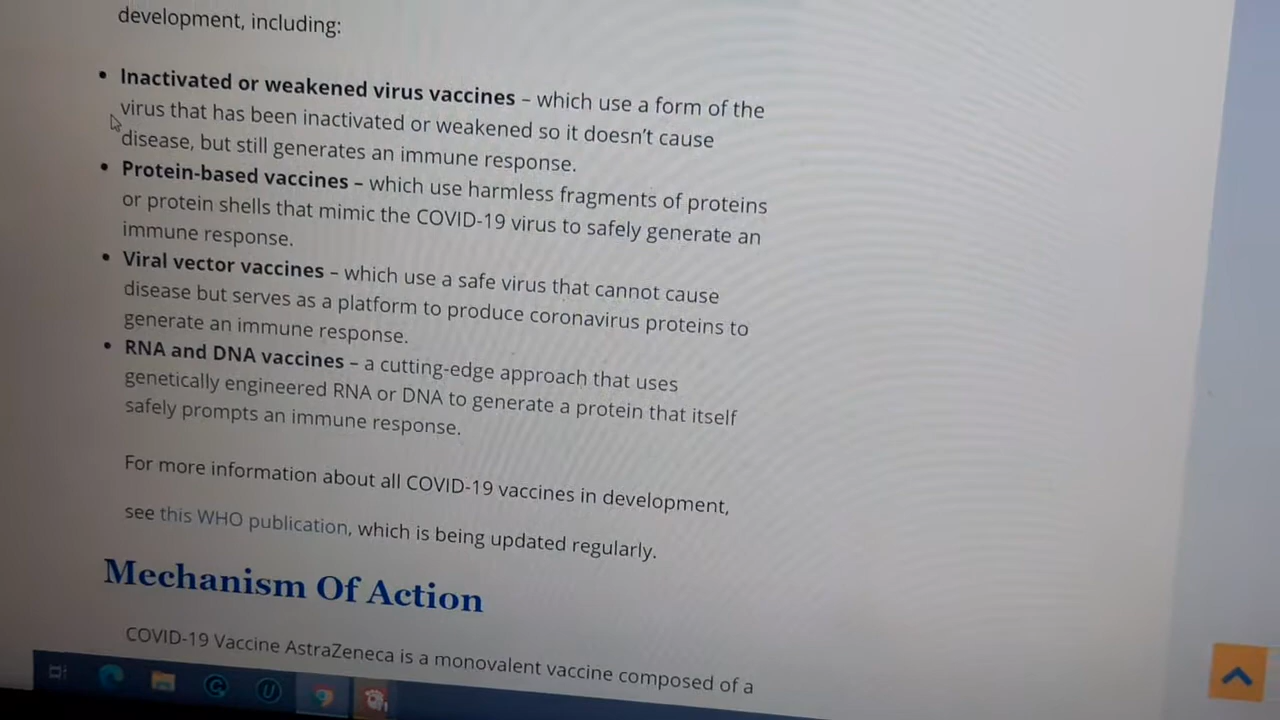 development, including:
• Inactivated or weakened virus vaccines – which use a form of the
virus that has been inactivated or weakened so it doesn't cause
disease, but still generates an immune response.
• Protein-based vaccines – which use harmless fragments of proteins
or protein shells that mimic the COVID-19 virus to safely generate an
immune response.
• Viral vector vaccines – which use a safe virus that cannot cause
disease but serves as a platform to produce coronavirus proteins to
generate an immune response.
• RNA and DNA vaccines – a cutting-edge approach that uses
genetically engineered RNA or DNA to generate a protein that itself
safely prompts an immune response.
For more information about all COVID-19 vaccines in development,
see this WHO publication, which is being updated regularly.
Mechanism Of Action
COVID-19 Vaccine AstraZeneca is a monovalent vaccine composed of a